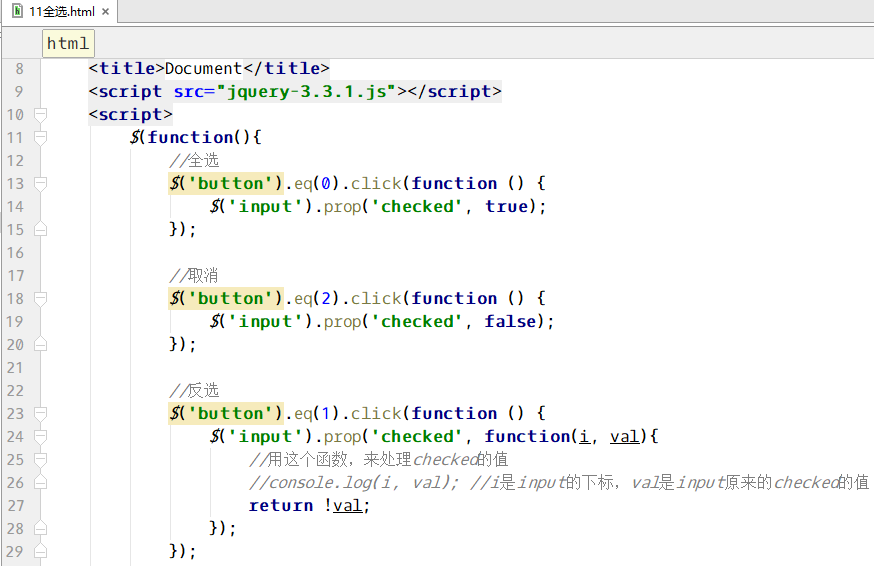 11全选.html ×
html
8 <title>Document</title>
9 <script src="jquery-3.3.1.js"></script>
10 <script>
11 $(function(){
12 //全选
13 $('button').eq(0).click(function () {
14 $('input').prop('checked', true);
15 });
16
17 //取消
18 $('button').eq(2).click(function () {
19 $('input').prop('checked', false);
20 });
21
22 //反选
23 $('button').eq(1).click(function () {
24 $('input').prop('checked', function(i, val){
25 //用这个函数，来处理checked的值
26 //console.log(i, val); //i是input的下标，val是input原来的checked的值
27 return !val;
28 });
29 });